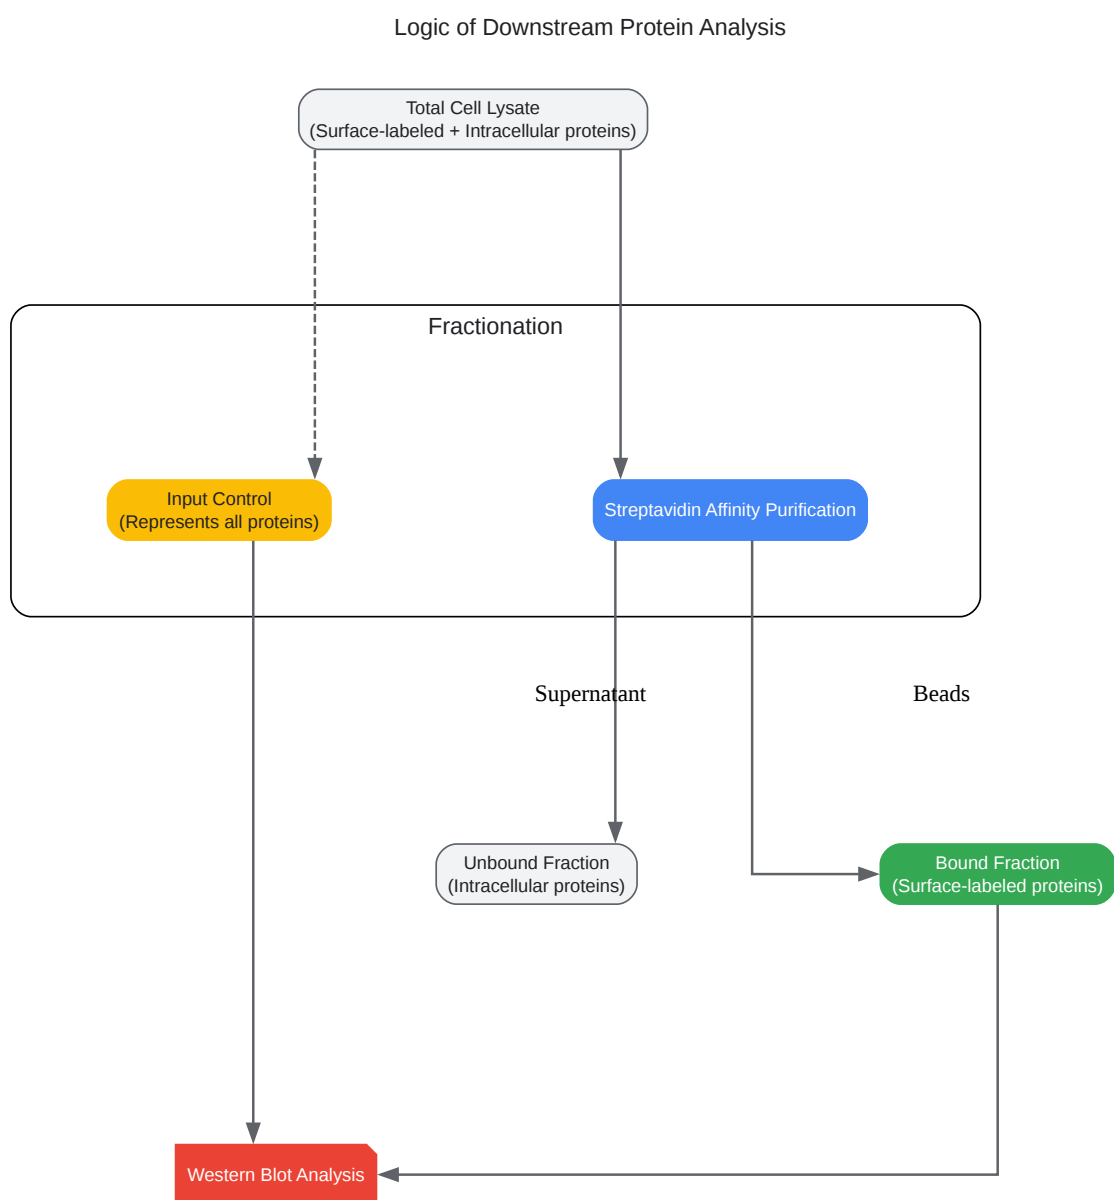 Logic of Downstream Protein Analysis
Total Cell Lysate
(Surface-labeled + Intracellular proteins)
Fractionation
Input Control
(Represents all proteins)
Streptavidin Affinity Purification
Supernatant
Beads
Unbound Fraction
(Intracellular proteins)
Bound Fraction
(Surface-labeled proteins)
Western Blot Analysis